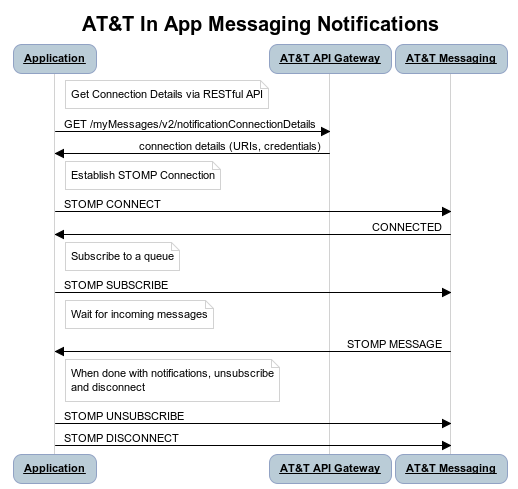 AT&T In App Messaging Notifications
Application
AT&T API Gateway
AT&T Messaging
Get Connection Details via RESTful API
GET /myMessages/v2/notificationConnectionDetails
connection details (URIs, credentials)
Establish STOMP Connection
STOMP CONNECT
CONNECTED
Subscribe to a queue
STOMP SUBSCRIBE
Wait for incoming messages
STOMP MESSAGE
When done with notifications, unsubscribe
and disconnect
STOMP UNSUBSCRIBE
STOMP DISCONNECT
Application
AT&T API Gateway
AT&T Messaging